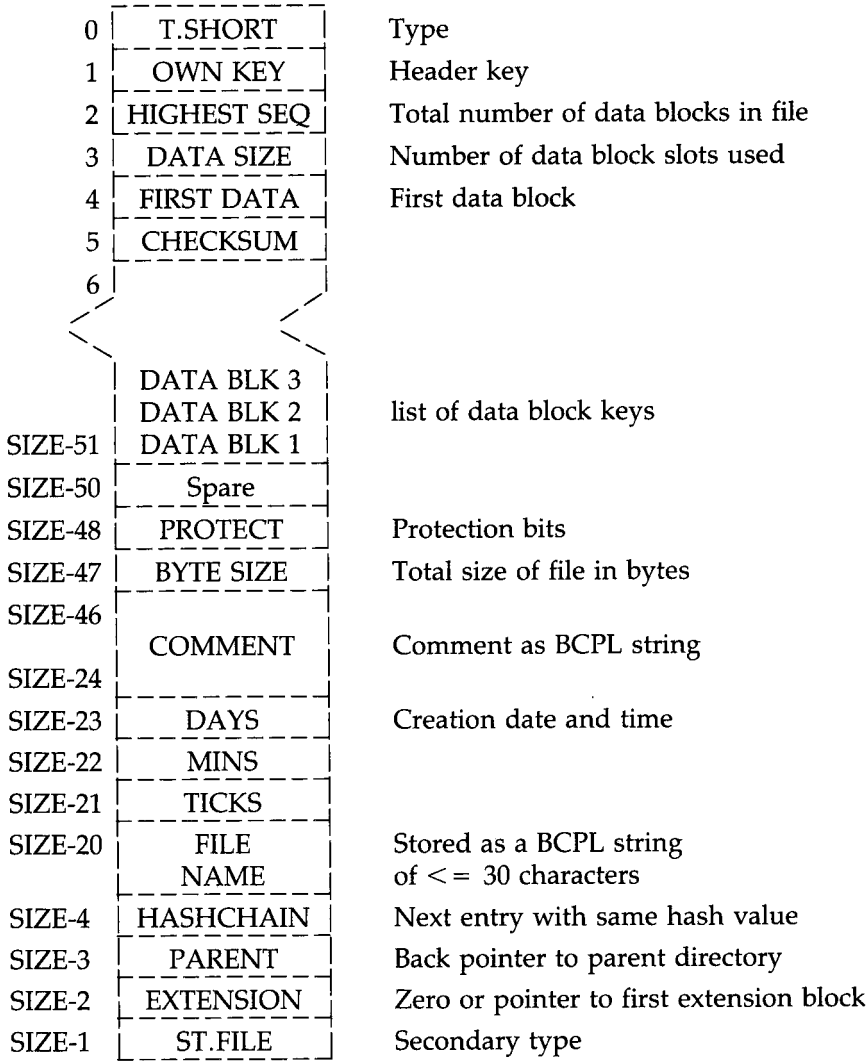 0 T.SHORT Type
1 OWN KEY Header key
2 HIGHEST SEQ Total number of data blocks in file
3 DATA SIZE Number of data block slots used
4 FIRST DATA First data block
5 CHECKSUM
6
DATA BLK 3
DATA BLK 2 list of data block keys
SIZE-51 DATA BLK 1
SIZE-50 Spare
SIZE-48 PROTECT Protection bits
SIZE-47 BYTE SIZE Total size of file in bytes
SIZE-46
COMMENT Comment as BCPL string
SIZE-24
SIZE-23 DAYS Creation date and time
SIZE-22 MINS
SIZE-21 TICKS
SIZE-20 FILE Stored as a BCPL string
NAME of <= 30 characters
SIZE-4 HASHCHAIN Next entry with same hash value
SIZE-3 PARENT Back pointer to parent directory
SIZE-2 EXTENSION Zero or pointer to first extension block
SIZE-1 ST.FILE Secondary type